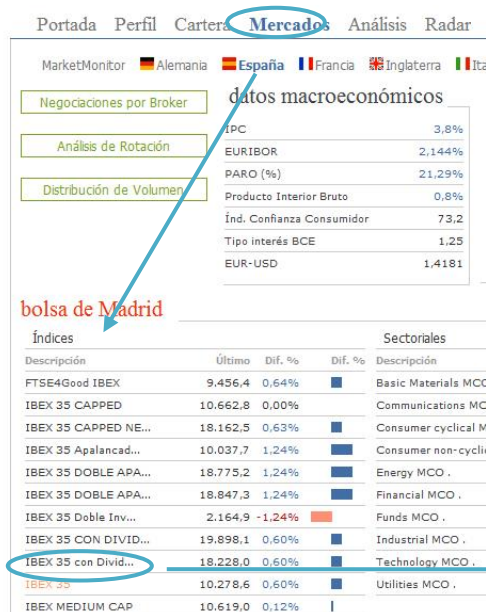 Portada Perfil Cartera Mercados Análisis Radar
MarketMonitor Alemania España Francia Inglaterra Ita
Negociaciones por Broker
Análisis de Rotación
Distribución de Volumen
datos macroeconómicos
IPC 3,8%
EURIBOR 2,144%
PARO (%) 21,29%
Producto Interior Bruto 0,8%
Índ. Confianza Consumidor 73,2
Tipo interés BCE 1,25
EUR-USD 1,4181
bolsa de Madrid
Índices Sectoriales
Descripción Último Dif. % Dif. % Descripción
FTSE4Good IBEX 9.456,4 0,64% Basic Materials MCO
IBEX 35 CAPPED 10.662,8 0,00% Communications MC
IBEX 35 CAPPED NE... 18.162,5 0,63% Consumer cyclical M
IBEX 35 Apalancad... 10.037,7 1,24% Consumer non-cyclic
IBEX 35 DOBLE APA... 18.775,2 1,24% Energy MCO .
IBEX 35 DOBLE APA... 18.847,3 1,24% Financial MCO .
IBEX 35 Doble Inv... 2.164,9 -1,24% Funds MCO .
IBEX 35 CON DIVID... 19.898,1 0,60% Industrial MCO .
IBEX 35 con Divid... 18.228,0 0,60% Technology MCO .
IBEX 35 10.278,6 0,60% Utilities MCO .
IBEX MEDIUM CAP 10.619,0 0,12%